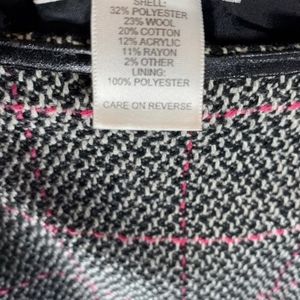 SHELL:
32% POLYESTER
23% WOOL
20% COTTON
12% ACRYLIC
11% RAYON
2% OTHER
LINING:
100% POLYESTER
CARE ON REVERSE